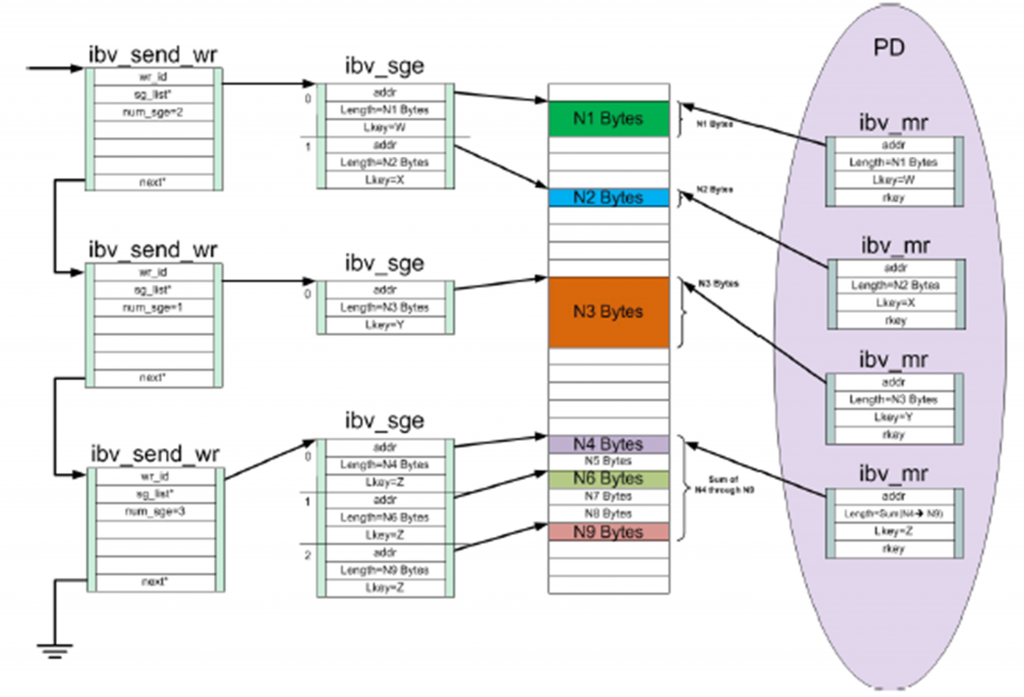 ibv_send_wr
wr_id
sg_list*
num_sge=2
next*
ibv_send_wr
wr_id
sg_list*
num_sge=1
next*
ibv_send_wr
wr_id
sg_list*
num_sge=3
next*
ibv_sge
0
addr
Length=N1 Bytes
Lkey=W
1
addr
Length=N2 Bytes
Lkey=X
ibv_sge
0
addr
Length=N3 Bytes
Lkey=Y
ibv_sge
0
addr
Length=N4 Bytes
Lkey=Z
1
addr
Length=N6 Bytes
Lkey=Z
2
addr
Length=N9 Bytes
Lkey=Z
N1 Bytes
N2 Bytes
N3 Bytes
N4 Bytes
N5 Bytes
N6 Bytes
N7 Bytes
N8 Bytes
N9 Bytes
N1 Bytes
N2 Bytes
N3 Bytes
Sum of
N4 through N9
PD
ibv_mr
addr
Length=N1 Bytes
Lkey=W
rkey
ibv_mr
addr
Length=N2 Bytes
Lkey=X
rkey
ibv_mr
addr
Length=N3 Bytes
Lkey=Y
rkey
ibv_mr
addr
Length=Sum(N4➔ N9)
Lkey=Z
rkey